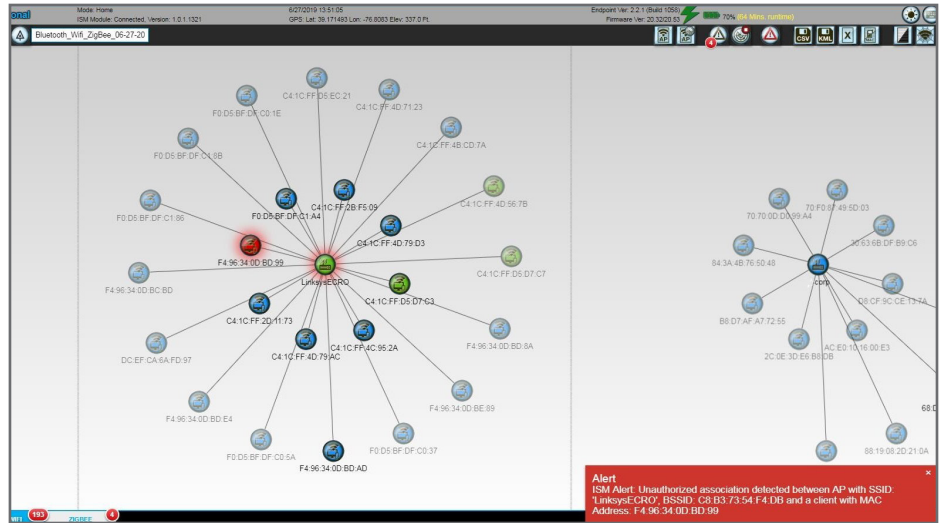 onal
Mode: Home
ISM Module: Connected, Version: 1.0.1.1321
6/27/2019 13:51:05
GPS: Lat: 39.171493 Lon: -76.8083 Elev: 337.0 Ft.
Endpoint Ver: 2.2.1 (Build 1056)
Firmware Ver: 20.32/20.53
70% (64 Mins. runtime)
Bluetooth_Wifi_ZigBee_06-27-20
AP
AP
4
CSV
KML
X
C4:1C:FF:D5:EC:21
F0:D5:BF:DF:C0:1E
C4:1C:FF:4D:71:23
C4:1C:FF:4B:CD:7A
F0:D5:BF:DF:C1:8B
C4:1C:FF:4D:56:7B
F0:D5:BF:DF:C1:86
F0:D5:BF:DF:C1:A4
C4:1C:FF:2B:F5:09
C4:1C:FF:4D:79:D3
F4:96:34:0D:BD:99
LinksysECRO
C4:1C:FF:D5:D7:C7
F4:96:34:0D:BC:BD
C4:1C:FF:D5:D7:C3
C4:1C:FF:2D:11:73
F4:96:34:0D:BD:8A
C4:1C:FF:4C:95:2A
C4:1C:FF:4D:79:AC
DC:EF:CA:6A:FD:97
F4:96:34:0D:BE:89
F4:96:34:0D:BD:E4
F0:D5:BF:DF:C0:37
F0:D5:BF:DF:C0:5A
F4:96:34:0D:BD:AD
70:F0:87:49:5D:03
70:70:0D:D0:99:A4
30:63:6B:DF:B9:C6
84:3A:4B:76:50:48
corp
D8:CF:9C:CE:13:7A
B8:D7:AF:A7:72:55
AC:E0:10:16:00:E3
2C:0E:3D:E6:B8:DB
88:19:08:2D:21:0A
Alert
×
ISM Alert: Unauthorized association detected between AP with SSID:
'LinksysECRO', BSSID: C8:B3:73:54:F4:DB and a client with MAC
Address: F4:96:34:0D:BD:99
WIFI 193
ZIGBEE 4